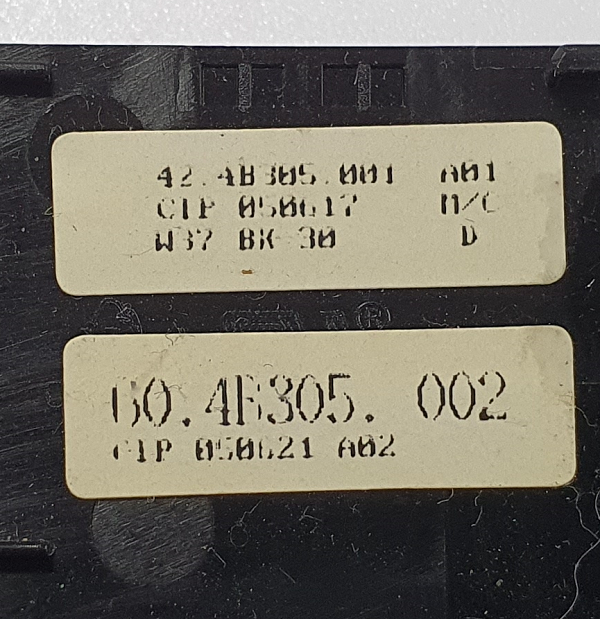 42.4B305.001 A01
CIP 050617 M/C
W37 BK 30 D
60.4B305. 002
CIP 050621 A02